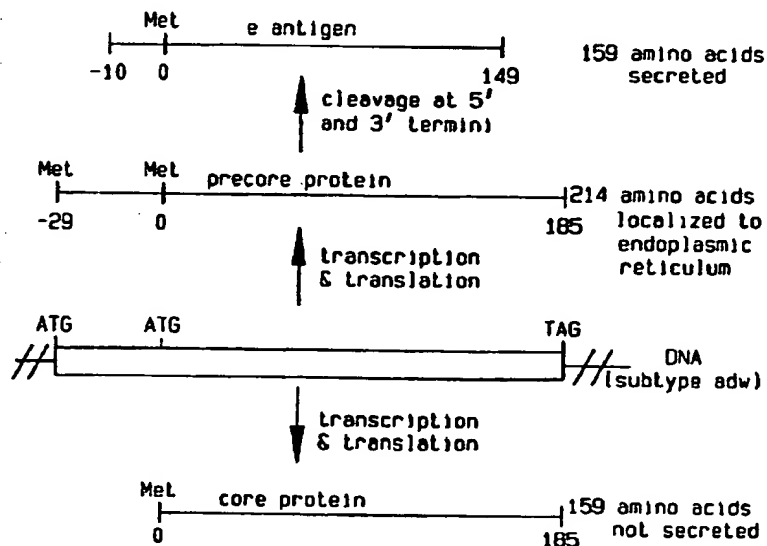 Met
e antigen
-10 0 149
159 amino acids
secreted
cleavage at 5'
and 3' termini
Met Met
precore protein
-29 0 185
214 amino acids
localized to
endoplasmic
reticulum
transcription
& translation
ATG ATG TAG
DNA
(subtype adw)
transcription
& translation
Met
core protein
0 185
159 amino acids
not secreted